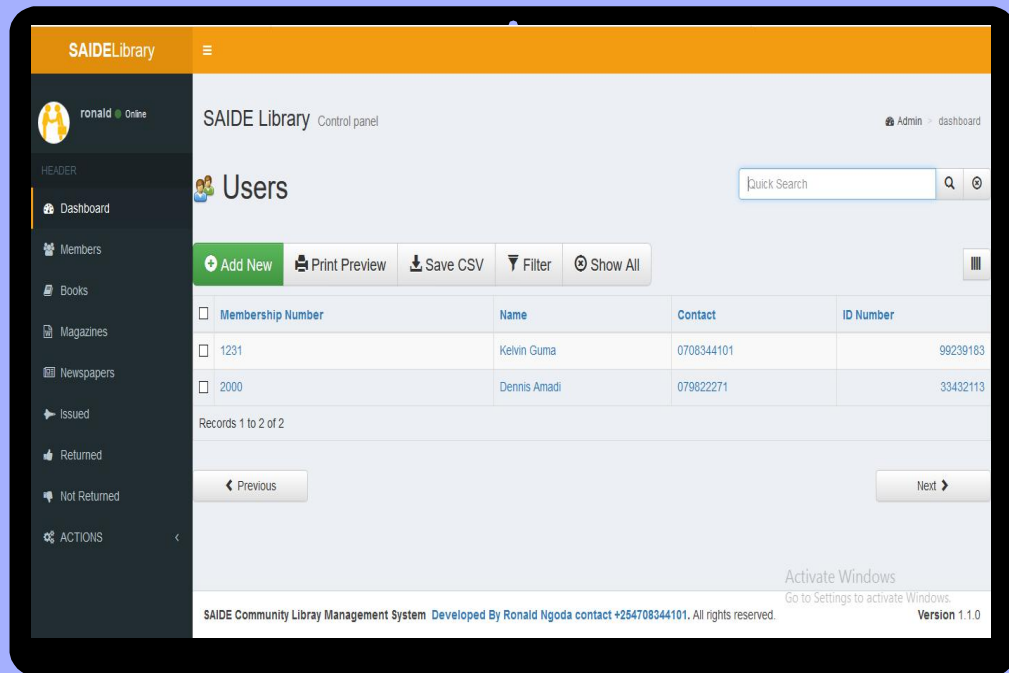 SAIDELibrary
ronald Online
HEADER
Dashboard
Members
Books
Magazines
Newspapers
Issued
Returned
Not Returned
ACTIONS
SAIDE Library Control panel
Admin > dashboard
Users
Quick Search
Add New Print Preview Save CSV Filter Show All
Membership Number Name Contact ID Number
1231 Kelvin Guma 0708344101 99239183
2000 Dennis Amadi 079822271 33432113
Records 1 to 2 of 2
Previous Next
Activate Windows
Go to Settings to activate Windows.
SAIDE Community Libray Management System Developed By Ronald Ngoda contact +254708344101. All rights reserved. Version 1.1.0